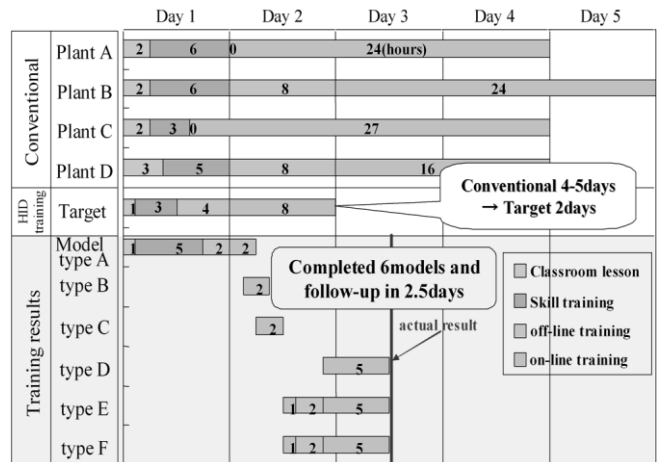 Day 1 Day 2 Day 3 Day 4 Day 5
Conventional
Plant A 2 6 0 24(hours)
Plant B 2 6 8 24
Plant C 2 3 0 27
Plant D 3 5 8 16
HID training
Target 1 3 4 8
Conventional 4-5days
→ Target 2days
Training results
Model
type A 1 5 2 2
Completed 6models and
follow-up in 2.5days
type B 2
type C 2
actual result
type D 5
type E 1 2 5
type F 1 2 5
Classroom lesson
Skill training
off-line training
on-line training